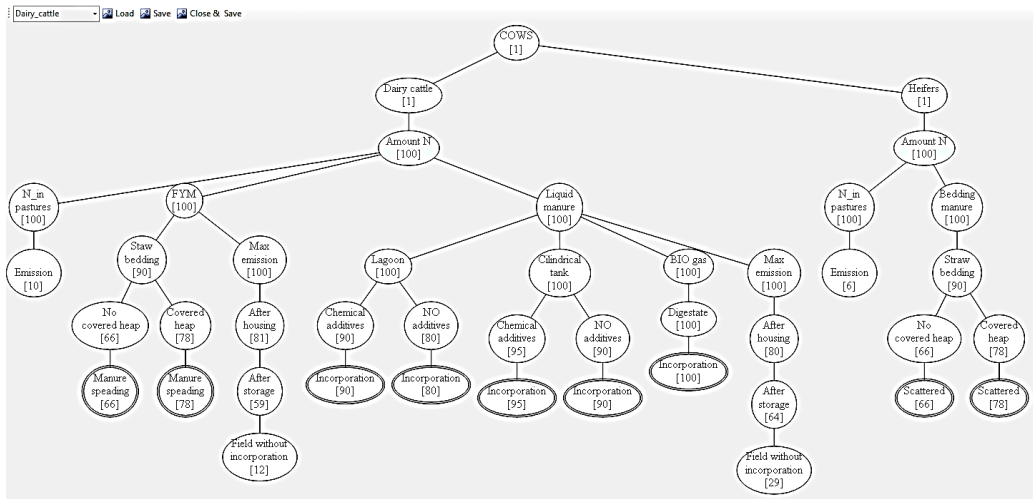 Dairy_cattle Load Save Close & Save
COWS
[1]
Dairy cattle
[1]
Heifers
[1]
Amount N
[100]
Amount N
[100]
N_in
pastures
[100]
FYM
[100]
Liquid
manure
[100]
N_in
pastures
[100]
Bedding
manure
[100]
Emission
[10]
Staw
bedding
[90]
Max
emission
[100]
Lagoon
[100]
Cilindrical
tank
[100]
BIO gas
[100]
Max
emission
[100]
Emission
[6]
Straw
bedding
[90]
No
covered heap
[66]
Covered
heap
[78]
After
housing
[81]
Chemical
additives
[90]
NO
additives
[80]
Chemical
additives
[95]
NO
additives
[90]
Digestate
[100]
After
housing
[80]
No
covered heap
[66]
Covered
heap
[78]
Manure
speading
[66]
Manure
speading
[78]
After
storage
[59]
Incorporation
[90]
Incorporation
[80]
Incorporation
[95]
Incorporation
[90]
Incorporation
[100]
After
storage
[64]
Scattered
[66]
Scattered
[78]
Field without
incorporation
[12]
Field without
incorporation
[29]